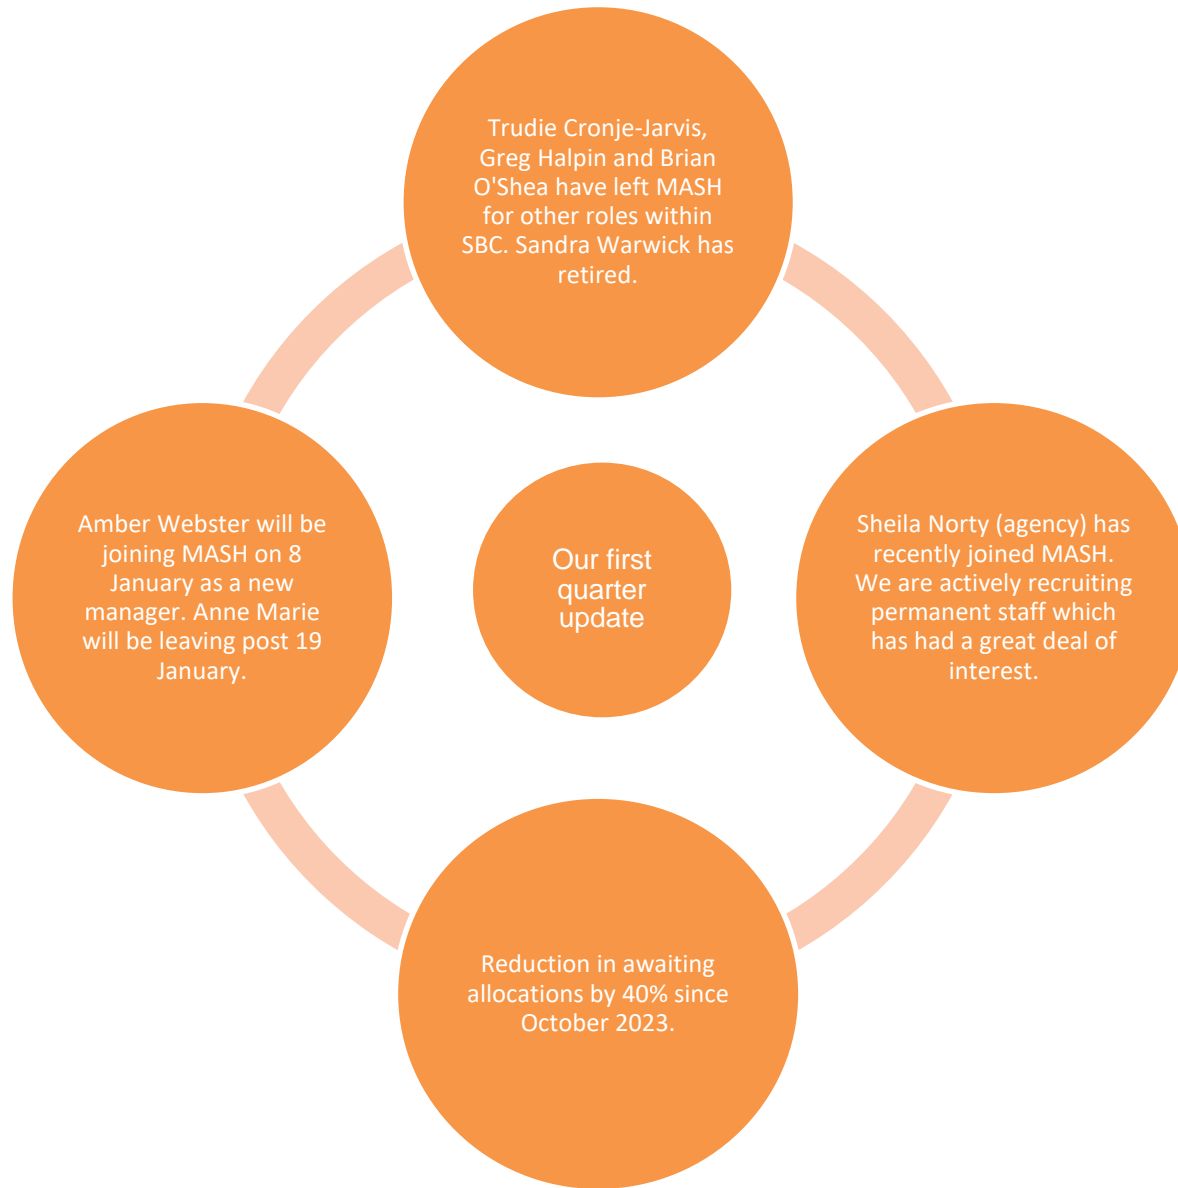 Trudie Cronje-Jarvis,
Greg Halpin and Brian
O'Shea have left MASH
for other roles within
SBC. Sandra Warwick has
retired.
Amber Webster will be
joining MASH on 8
January as a new
manager. Anne Marie
will be leaving post 19
January.
Our first
quarter
update
Sheila Norty (agency) has
recently joined MASH.
We are actively recruiting
permanent staff which
has had a great deal of
interest.
Reduction in awaiting
allocations by 40% since
October 2023.